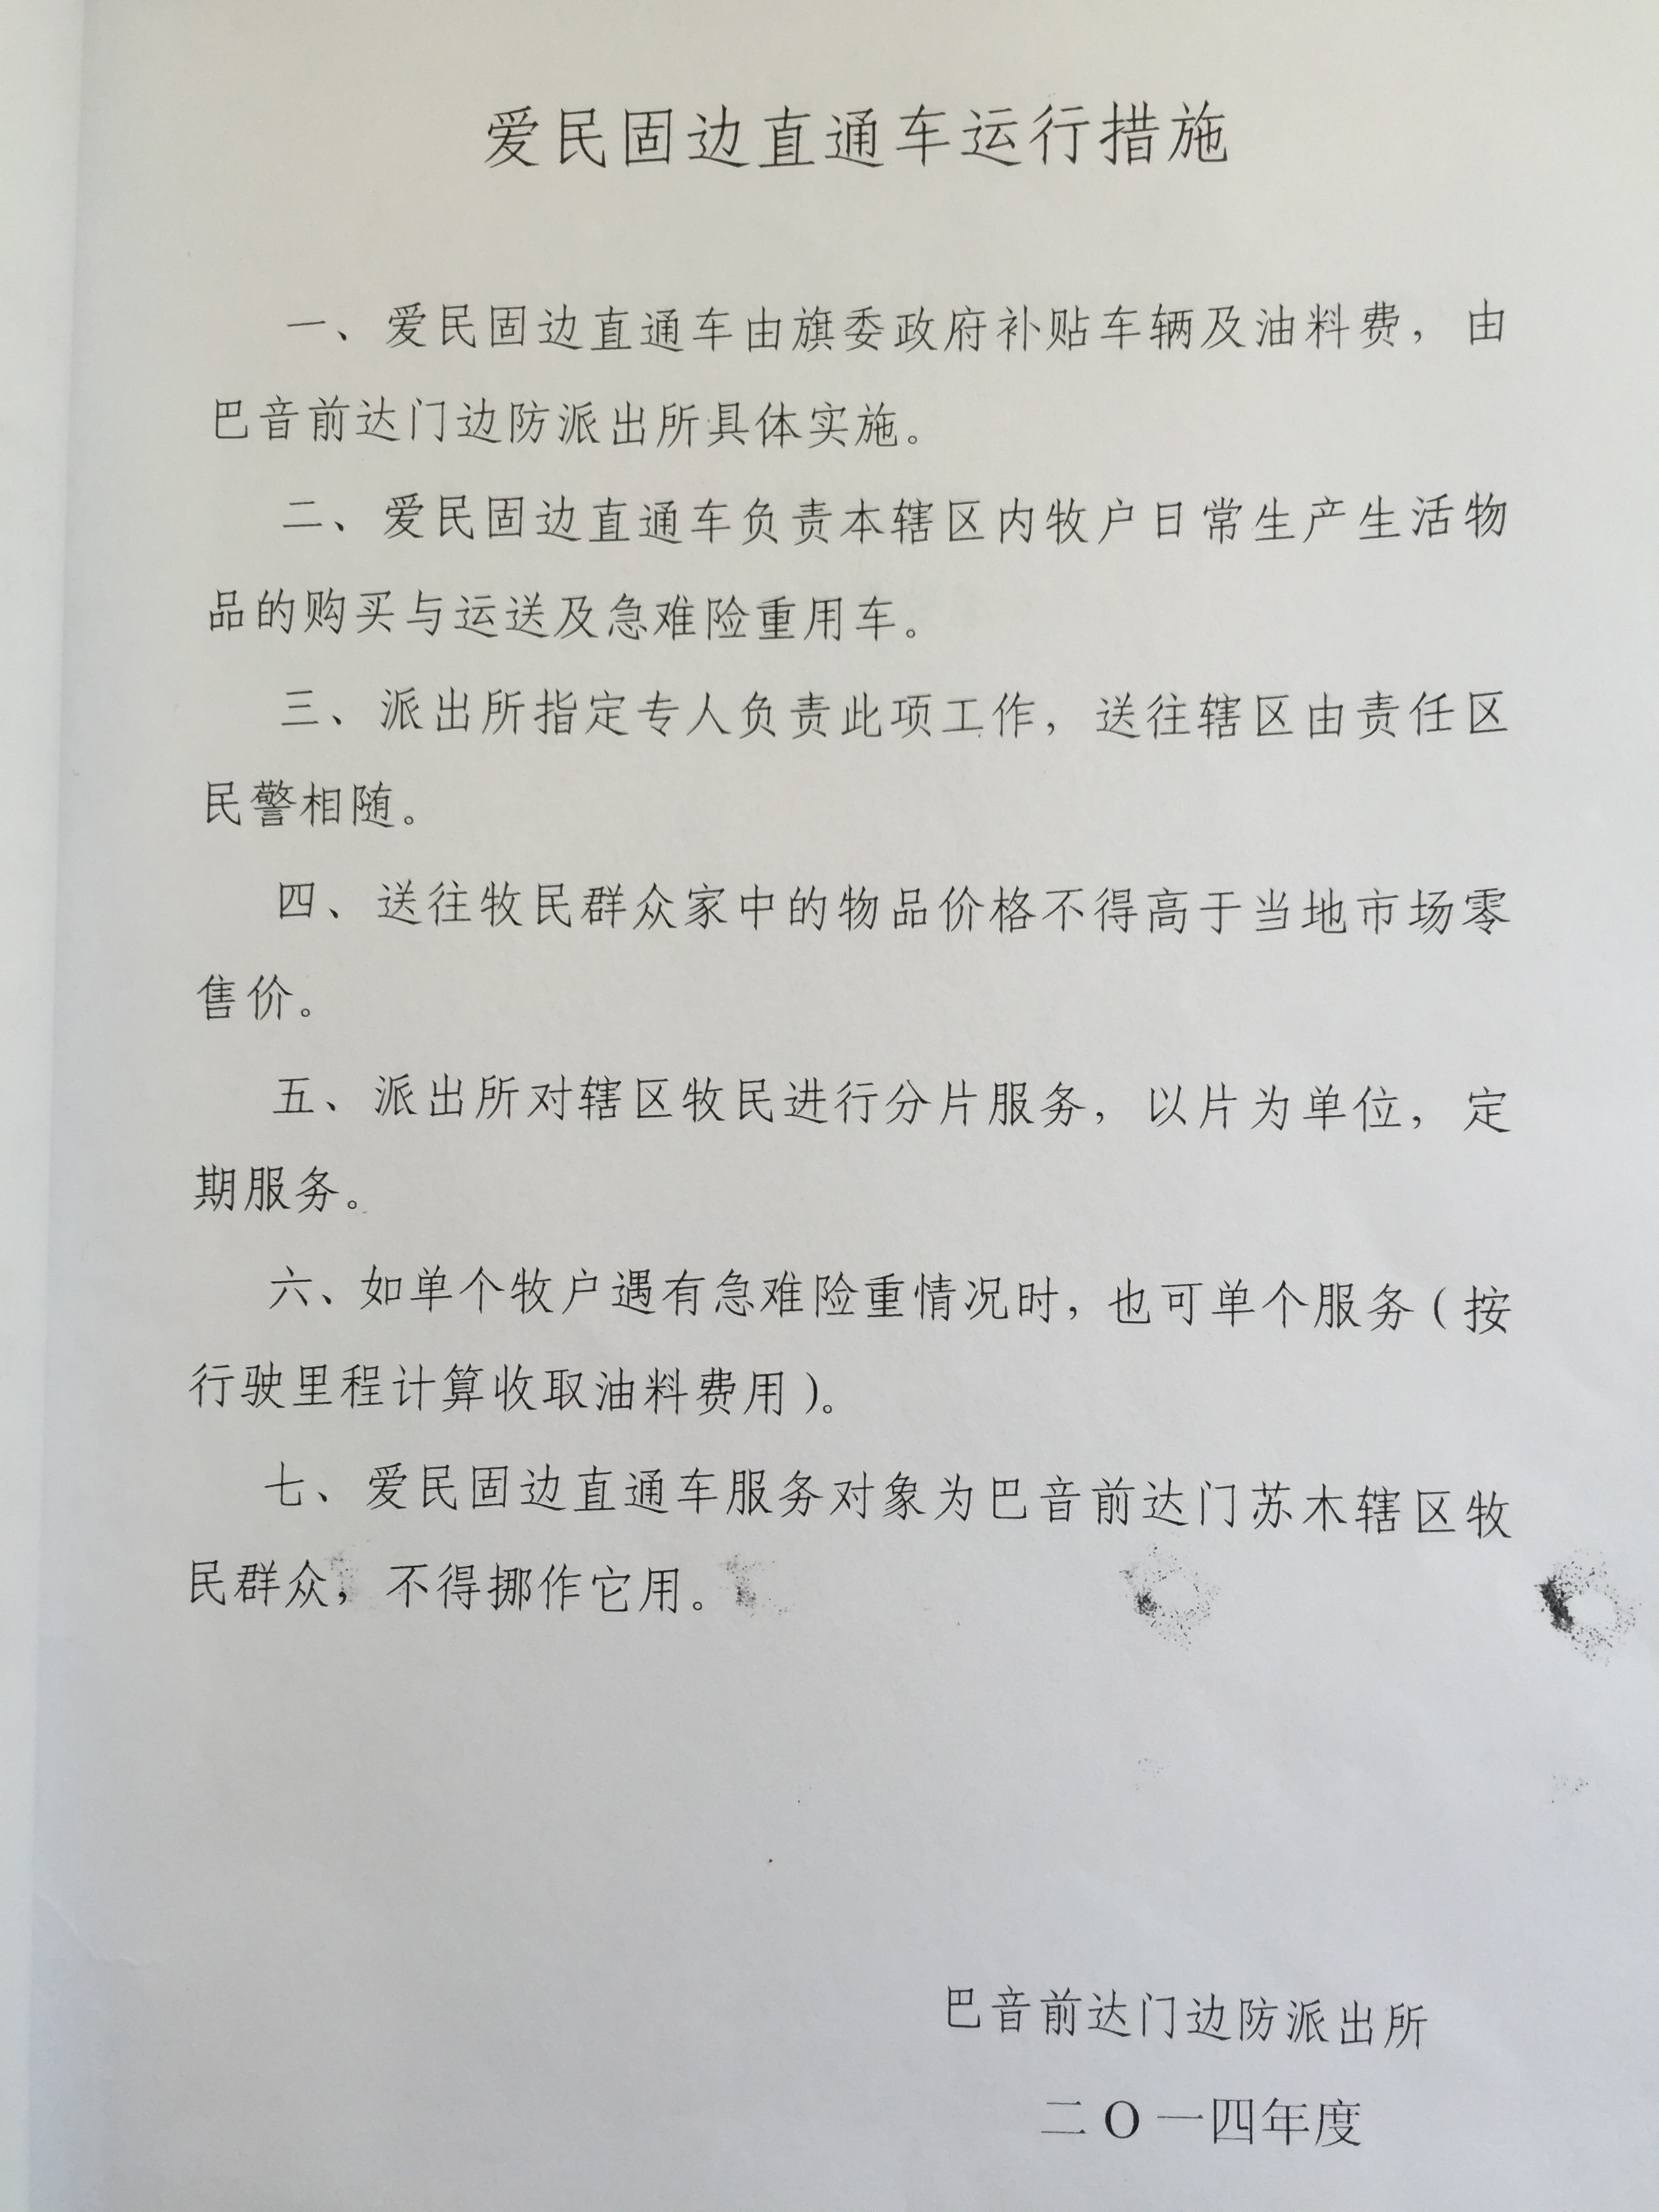 爱民固边直通车运行措施
一、爱民固边直通车由旗委政府补贴车辆及油料费，由
巴音前达门边防派出所具体实施。
二、爱民固边直通车负责本辖区内牧户日常生产生活物
品的购买与运送及急难险重用车。
三、派出所指定专人负责此项工作，送往辖区由责任区
民警相随。
四、送往牧民群众家中的物品价格不得高于当地市场零
售价。
五、派出所对辖区牧民进行分片服务，以片为单位，定
期服务。
六、如单个牧户遇有急难险重情况时，也可单个服务（按
行驶里程计算收取油料费用）。
七、爱民固边直通车服务对象为巴音前达门苏木辖区牧
民群众，不得挪作它用。
巴音前达门边防派出所
二O一四年度